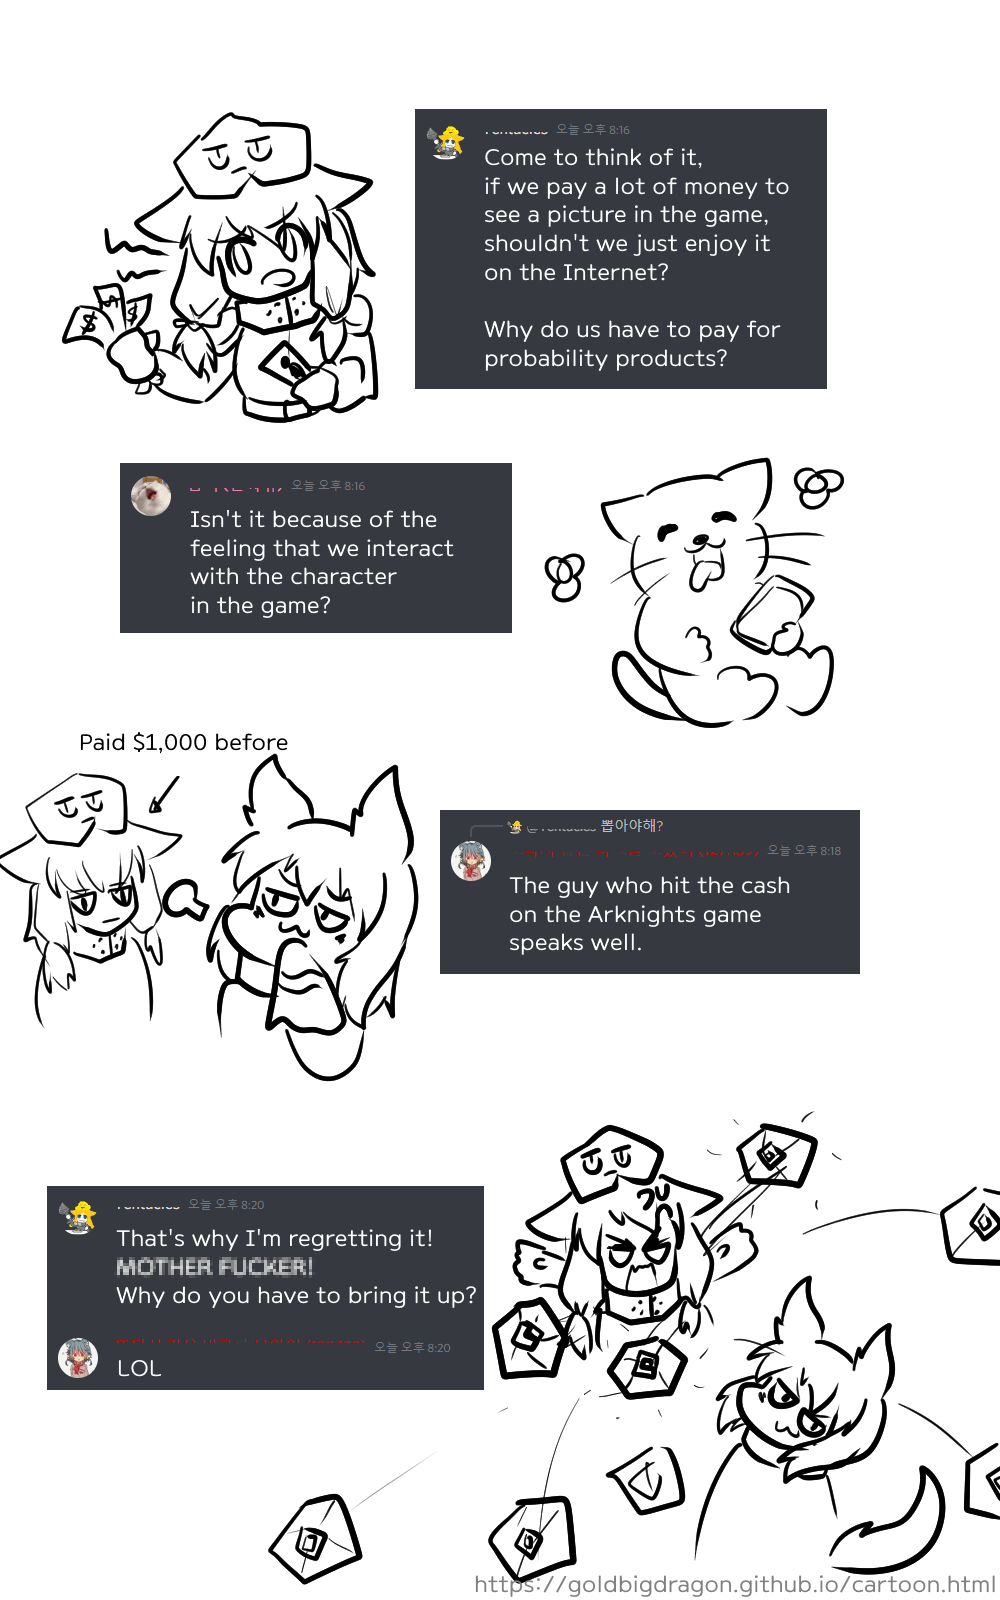 오늘 오후 8:16
Come to think of it,
if we pay a lot of money to
see a picture in the game,
shouldn't we just enjoy it
on the Internet?
Why do us have to pay for
probability products?
$
$
오늘 오후 8:16
Isn't it because of the
feeling that we interact
with the character
in the game?
Paid $1,000 before
뽑아야해?
오늘 오후 8:18
The guy who hit the cash
on the Arknights game
speaks well.
오늘 오후 8:20
That's why I'm regretting it!
MOTHER FUCKER!
Why do you have to bring it up?
오늘 오후 8:20
LOL
https://goldbigdragon.github.io/cartoon.html